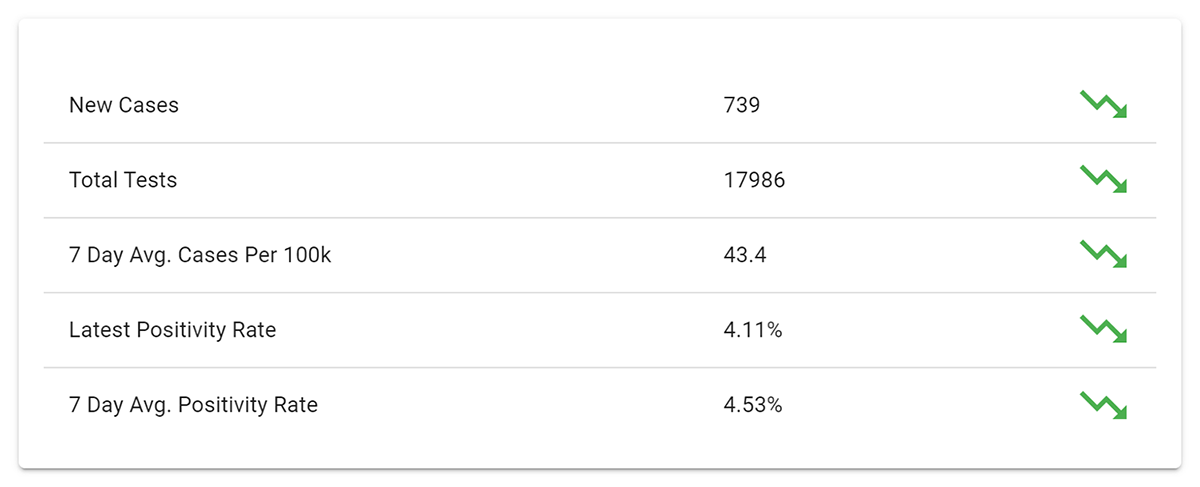 New Cases 739
Total Tests 17986
7 Day Avg. Cases Per 100k 43.4
Latest Positivity Rate 4.11%
7 Day Avg. Positivity Rate 4.53%